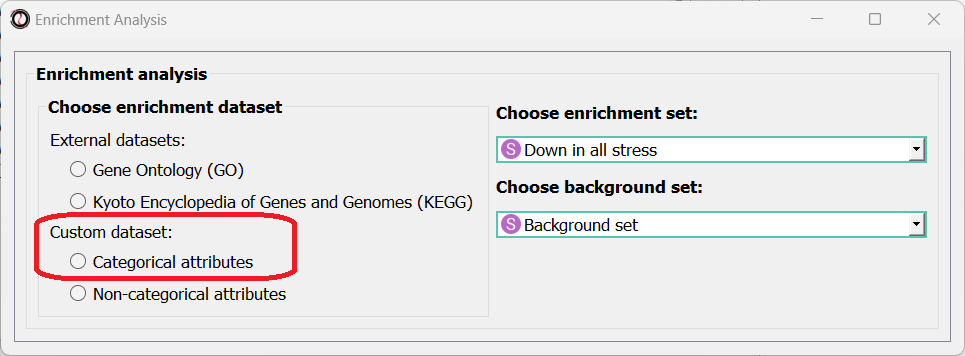 Enrichment Analysis
Enrichment analysis
Choose enrichment dataset
External datasets:
Gene Ontology (GO)
Kyoto Encyclopedia of Genes and Genomes (KEGG)
Custom dataset:
Categorical attributes
Non-categorical attributes
Choose enrichment set:
S Down in all stress
Choose background set:
S Background set